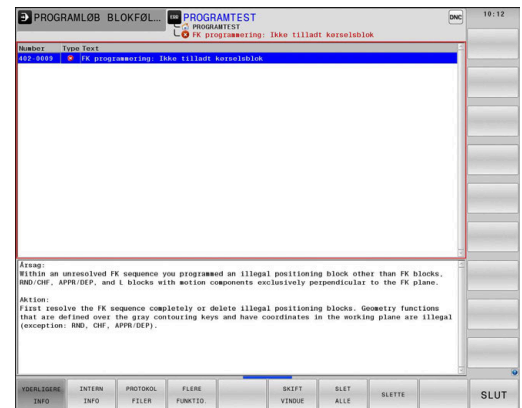 PROGRAMLØB BLOKFØL...
ERR PROGRAMTEST
DNC
10:12
PROGRAMTEST
FK programmering: Ikke tilladt kørselsblok
Number Type Text
402-0009 FK programmering: Ikke tilladt kørselsblok
Årsag:
Within an unresolved FK sequence you programmed an illegal positioning block other than FK blocks,
RND/CHF, APPR/DEP, and L blocks with motion components exclusively perpendicular to the FK plane.
Aktion:
First resolve the FK sequence completely or delete illegal positioning blocks. Geometry functions
that are defined over the gray contouring keys and have coordinates in the working plane are illegal
(exception: RND, CHF, APPR/DEP).
YDERLIGERE INTERN PROTOKOL FLERE SKIFT SLET SLETTE SLUT
INFO INFO FILER FUNKTIO. VINDUE ALLE